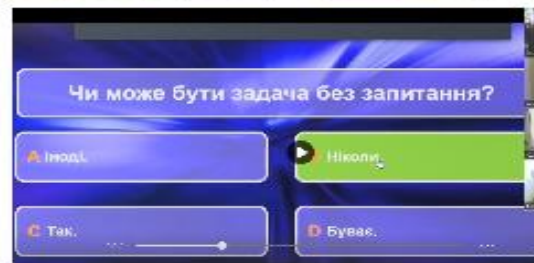 Чи може бути задача без запитання?
A Іноді.
Ніколи.
C Так.
D Буває.